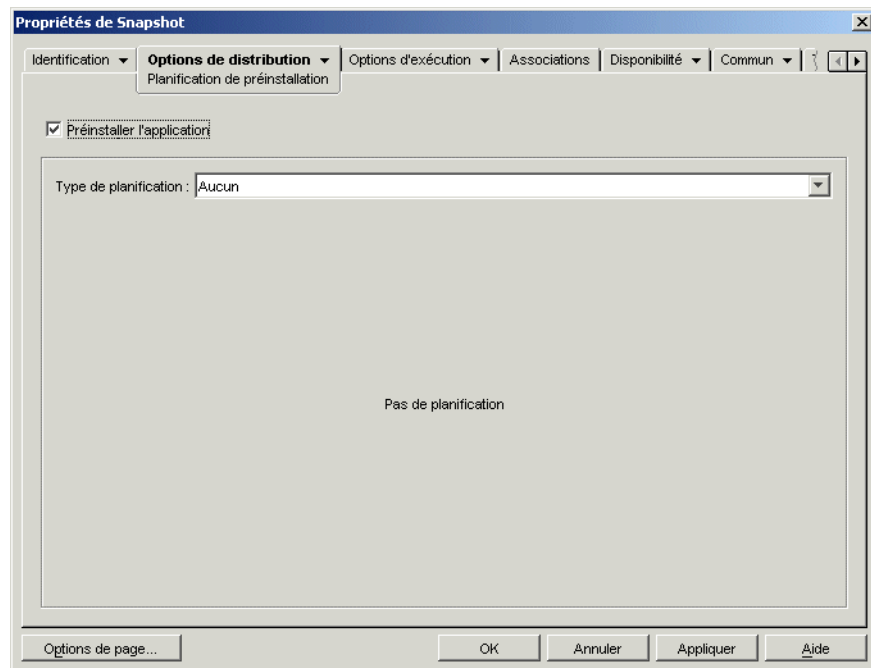 Propriétés de Snapshot
Identification Options de distribution Options d'exécution Associations Disponibilité Commun
Planification de préinstallation
Préinstaller l'application
Type de planification : Aucun
Pas de planification
Options de page... OK Annuler Appliquer Aide